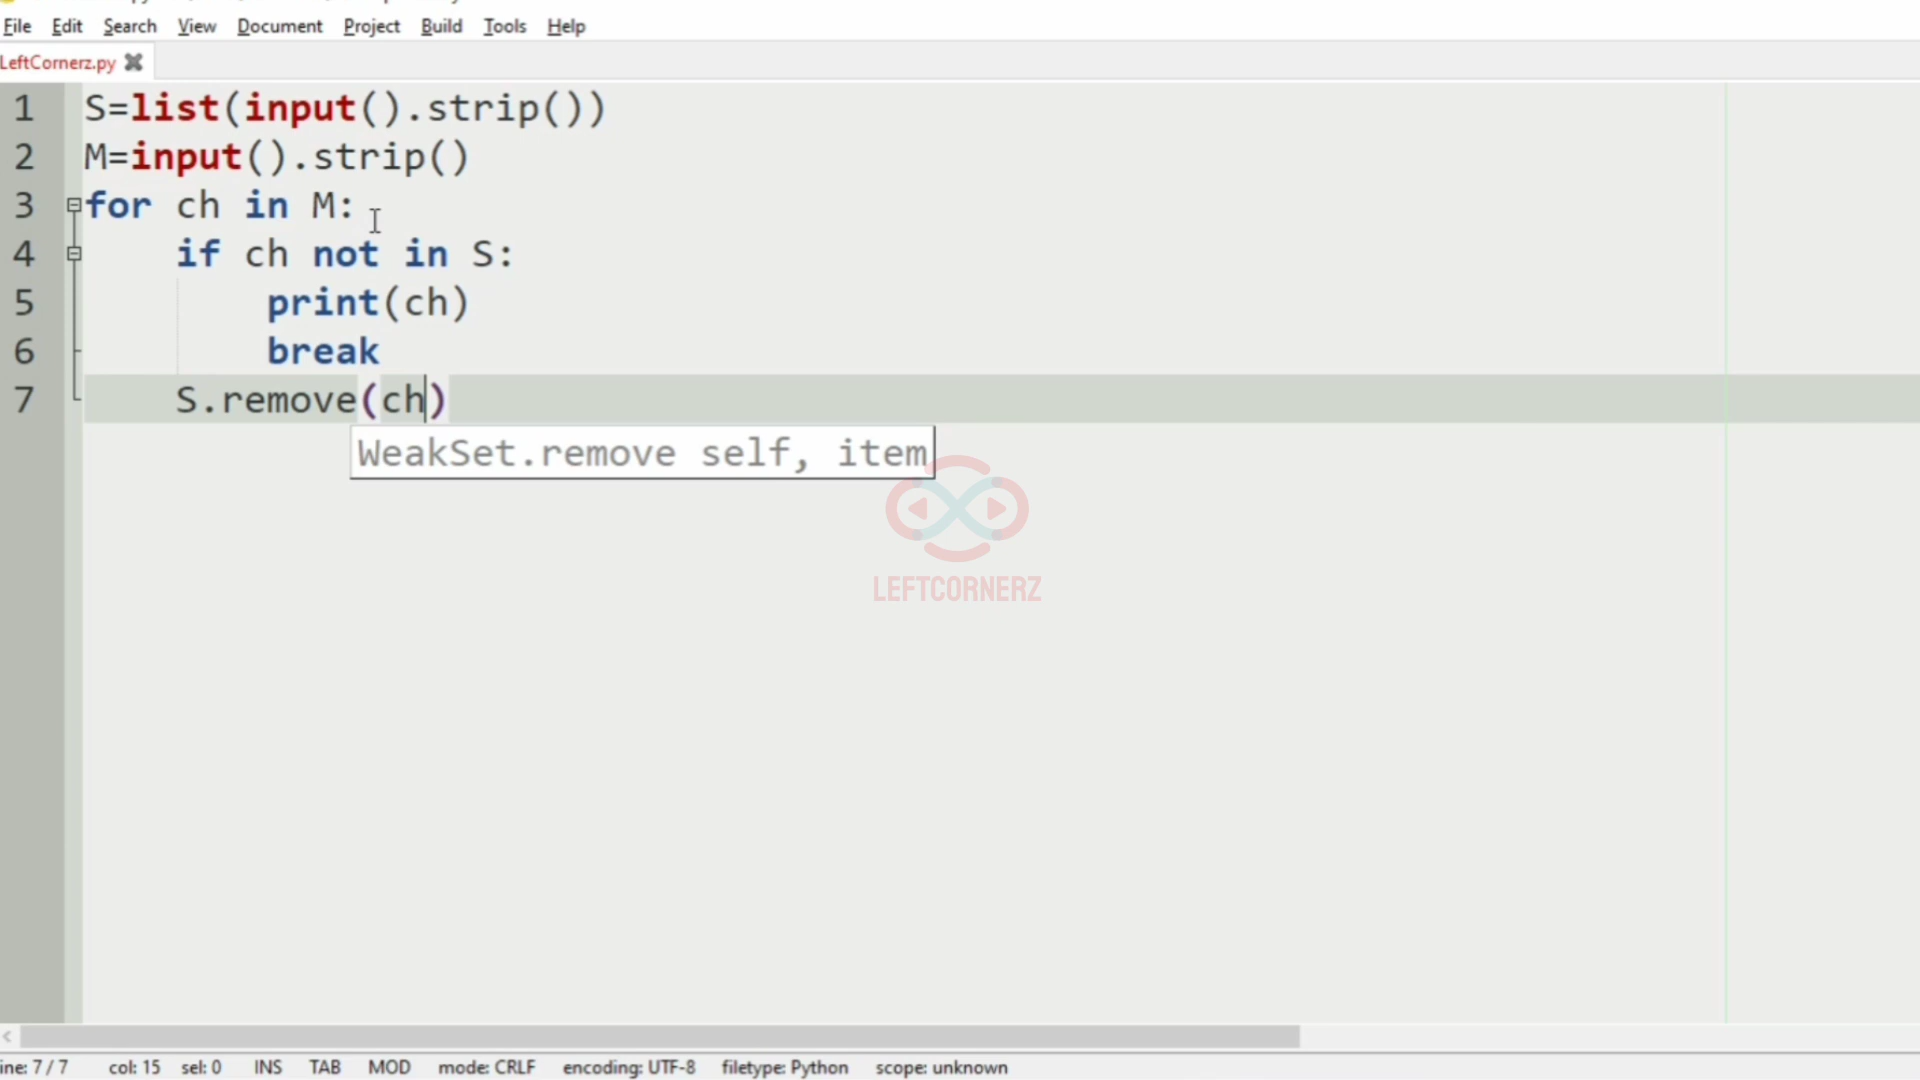 File Edit Search View Document Project Build Tools Help
LeftCornerz.py
1 S=list(input().strip())
2 M=input().strip()
3 for ch in M:
4 if ch not in S:
5 print(ch)
6 break
7 S.remove(ch)
WeakSet.remove self, item
LEFTCORNERZ
ine: 7 / 7 col: 15 sel: 0 INS TAB MOD mode: CRLF encoding: UTF-8 filetype: Python scope: unknown